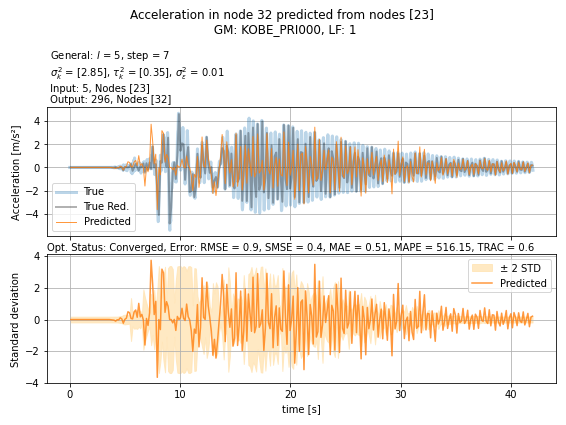 Acceleration in node 32 predicted from nodes [23]
GM: KOBE_PRI000, LF: 1
General: l = 5, step = 7
σ²ₖ = [2.85], τ²ₖ = [0.35], σ²ε = 0.01
Input: 5, Nodes [23]
Output: 296, Nodes [32]
Acceleration [m/s²]
4
2
0
−2
−4
True
True Red.
Predicted
Opt. Status: Converged, Error: RMSE = 0.9, SMSE = 0.4, MAE = 0.51, MAPE = 516.15, TRAC = 0.6
Standard deviation
4
2
0
−2
−4
± 2 STD
Predicted
0 10 20 30 40
time [s]